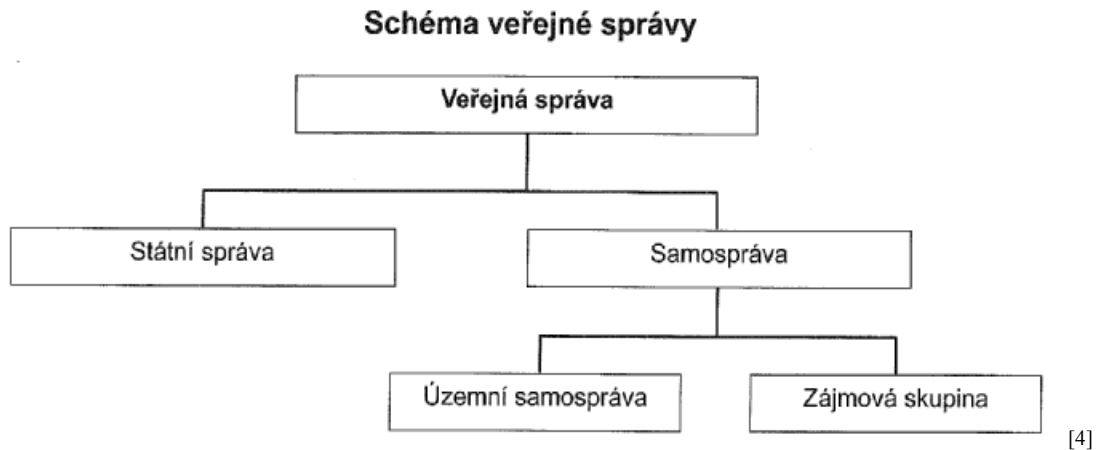 Schéma veřejné správy
Veřejná správa
Státní správa
Samospráva
Územní samospráva
Zájmová skupina
[4]